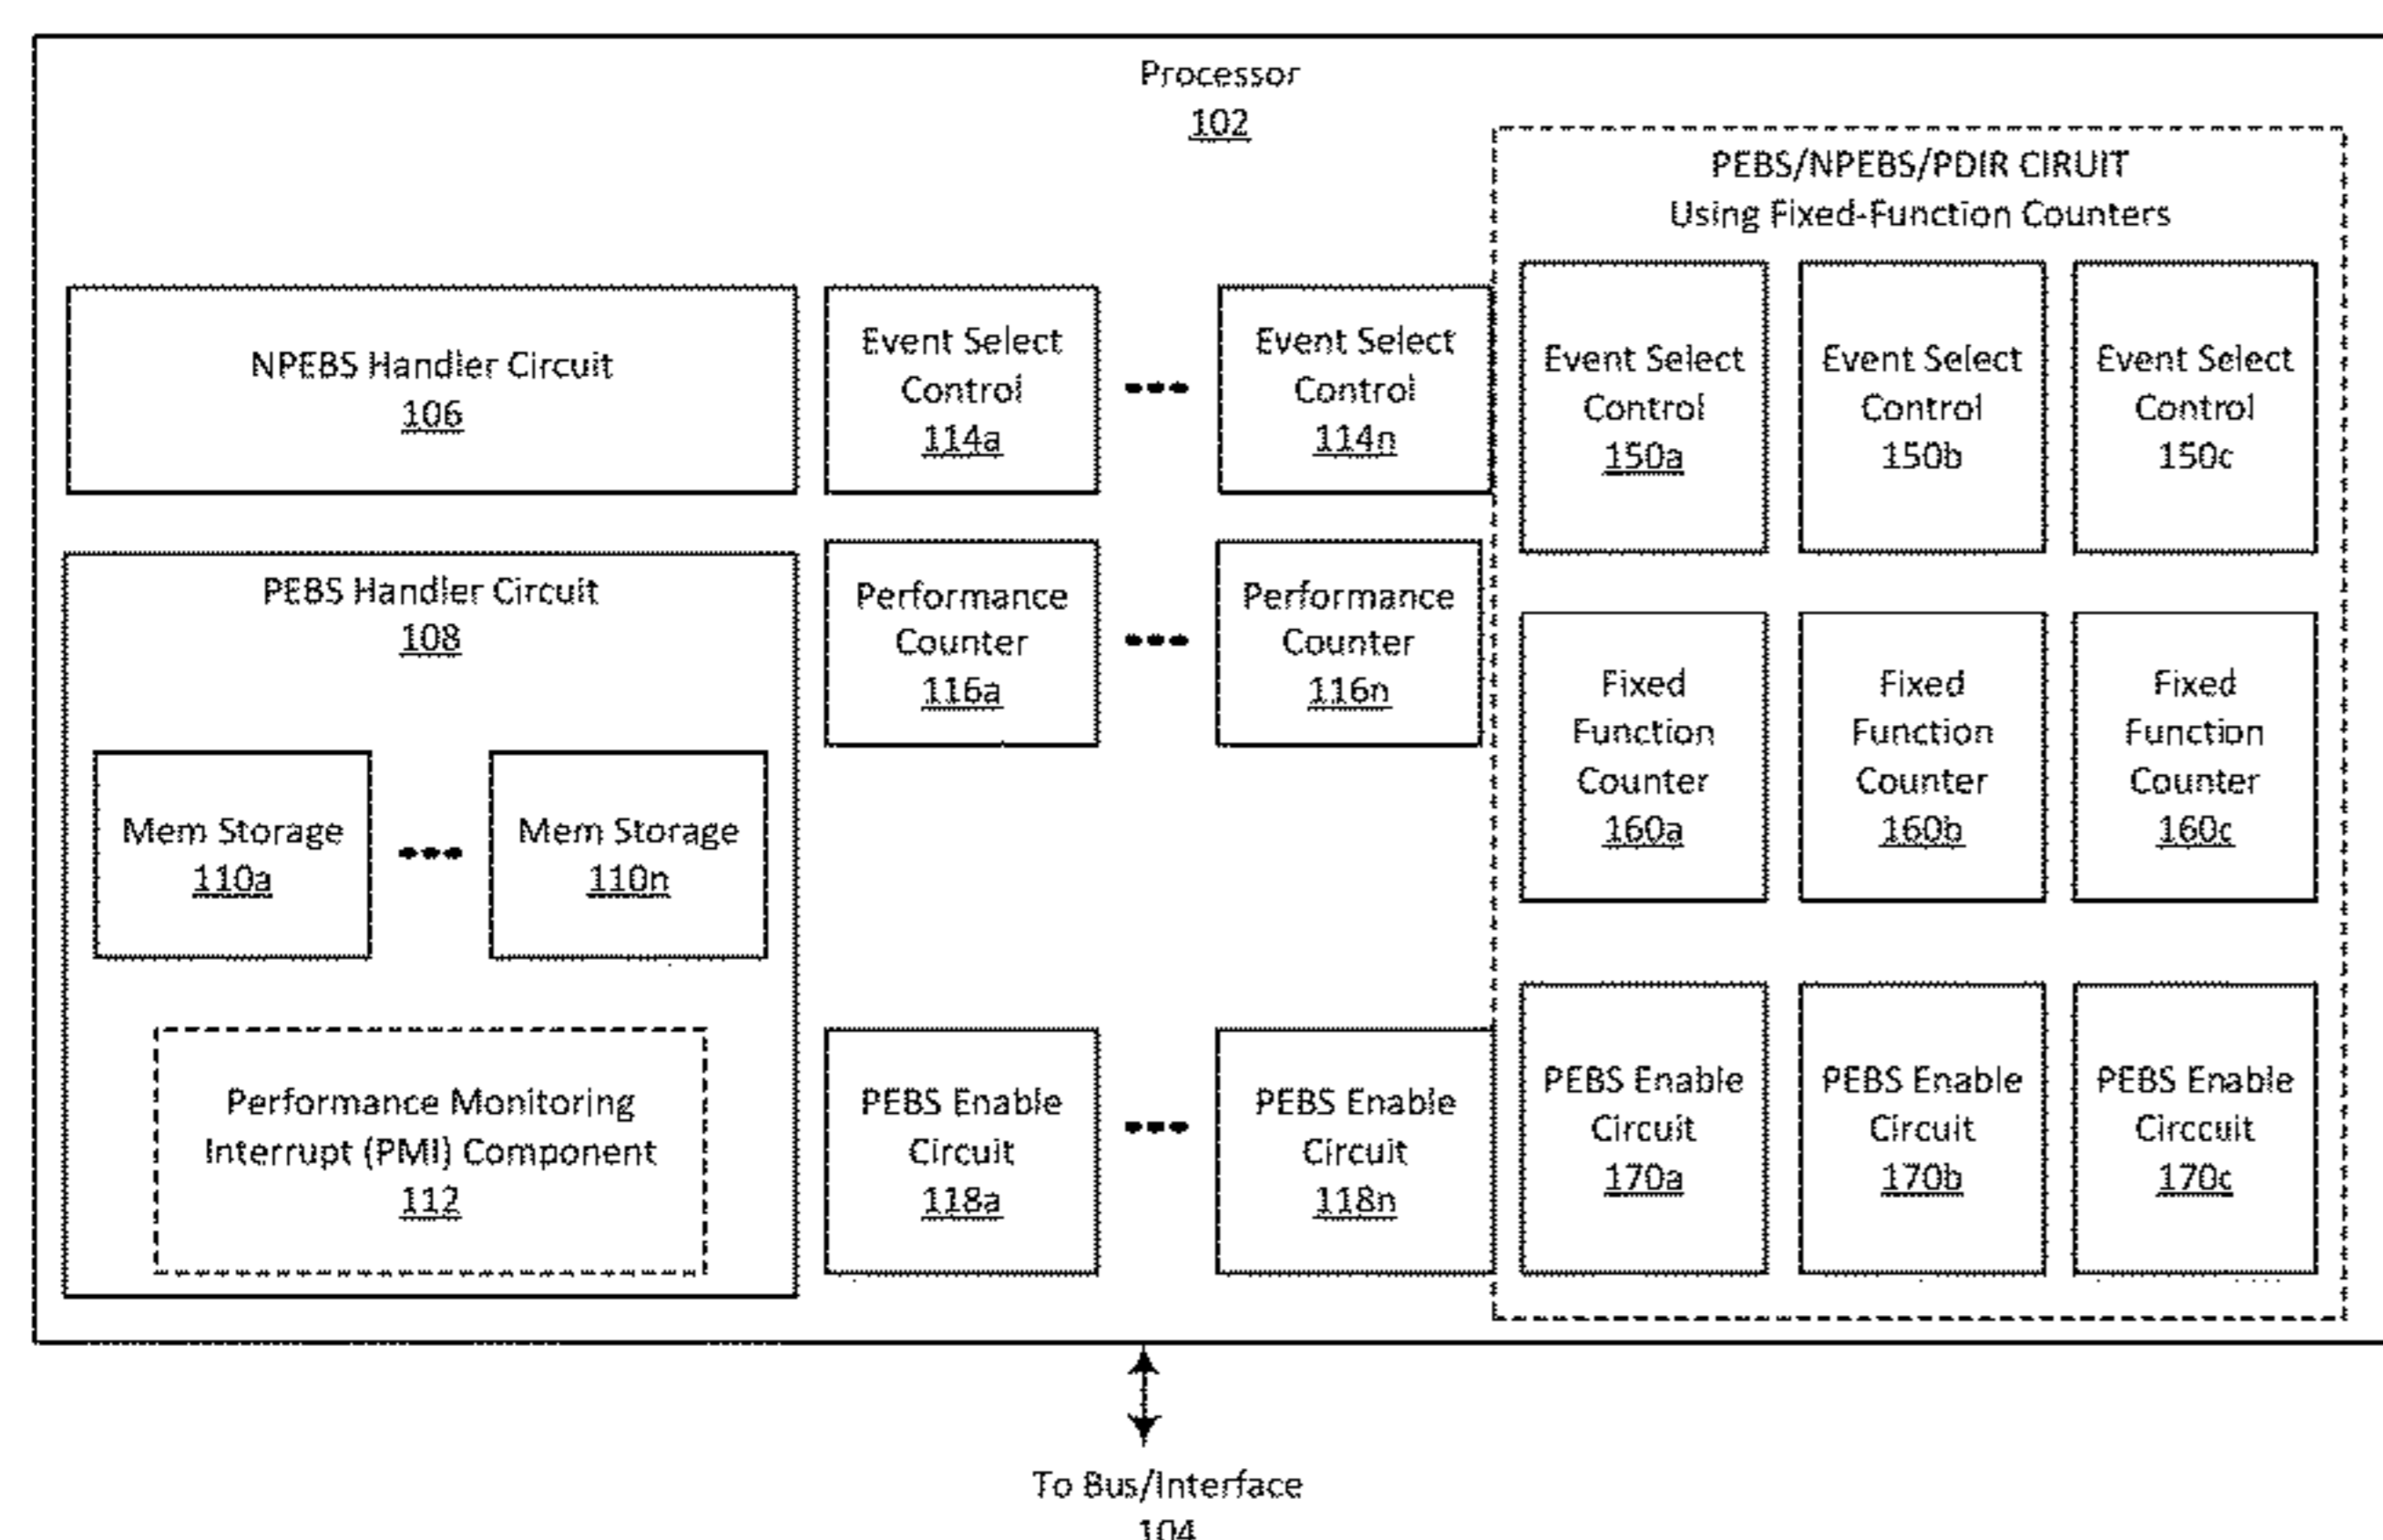 Processor
102
PEBS/NPEBS/PDIR CIRUIT
Using Fixed-Function Counters
NPEBS Handler Circuit
106
Event Select
Control
114a
Event Select
Control
114n
Event Select
Control
150a
Event Select
Control
150b
Event Select
Control
150c
PEBS Handler Circuit
108
Performance
Counter
116a
Performance
Counter
116n
Fixed
Function
Counter
160a
Fixed
Function
Counter
160b
Fixed
Function
Counter
160c
Mem Storage
110a
Mem Storage
110n
Performance Monitoring
Interrupt (PMI) Component
112
PEBS Enable
Circuit
118a
PEBS Enable
Circuit
118n
PEBS Enable
Circuit
170a
PEBS Enable
Circuit
170b
PEBS Enable
Circcuit
170c
To Bus/Interface
104